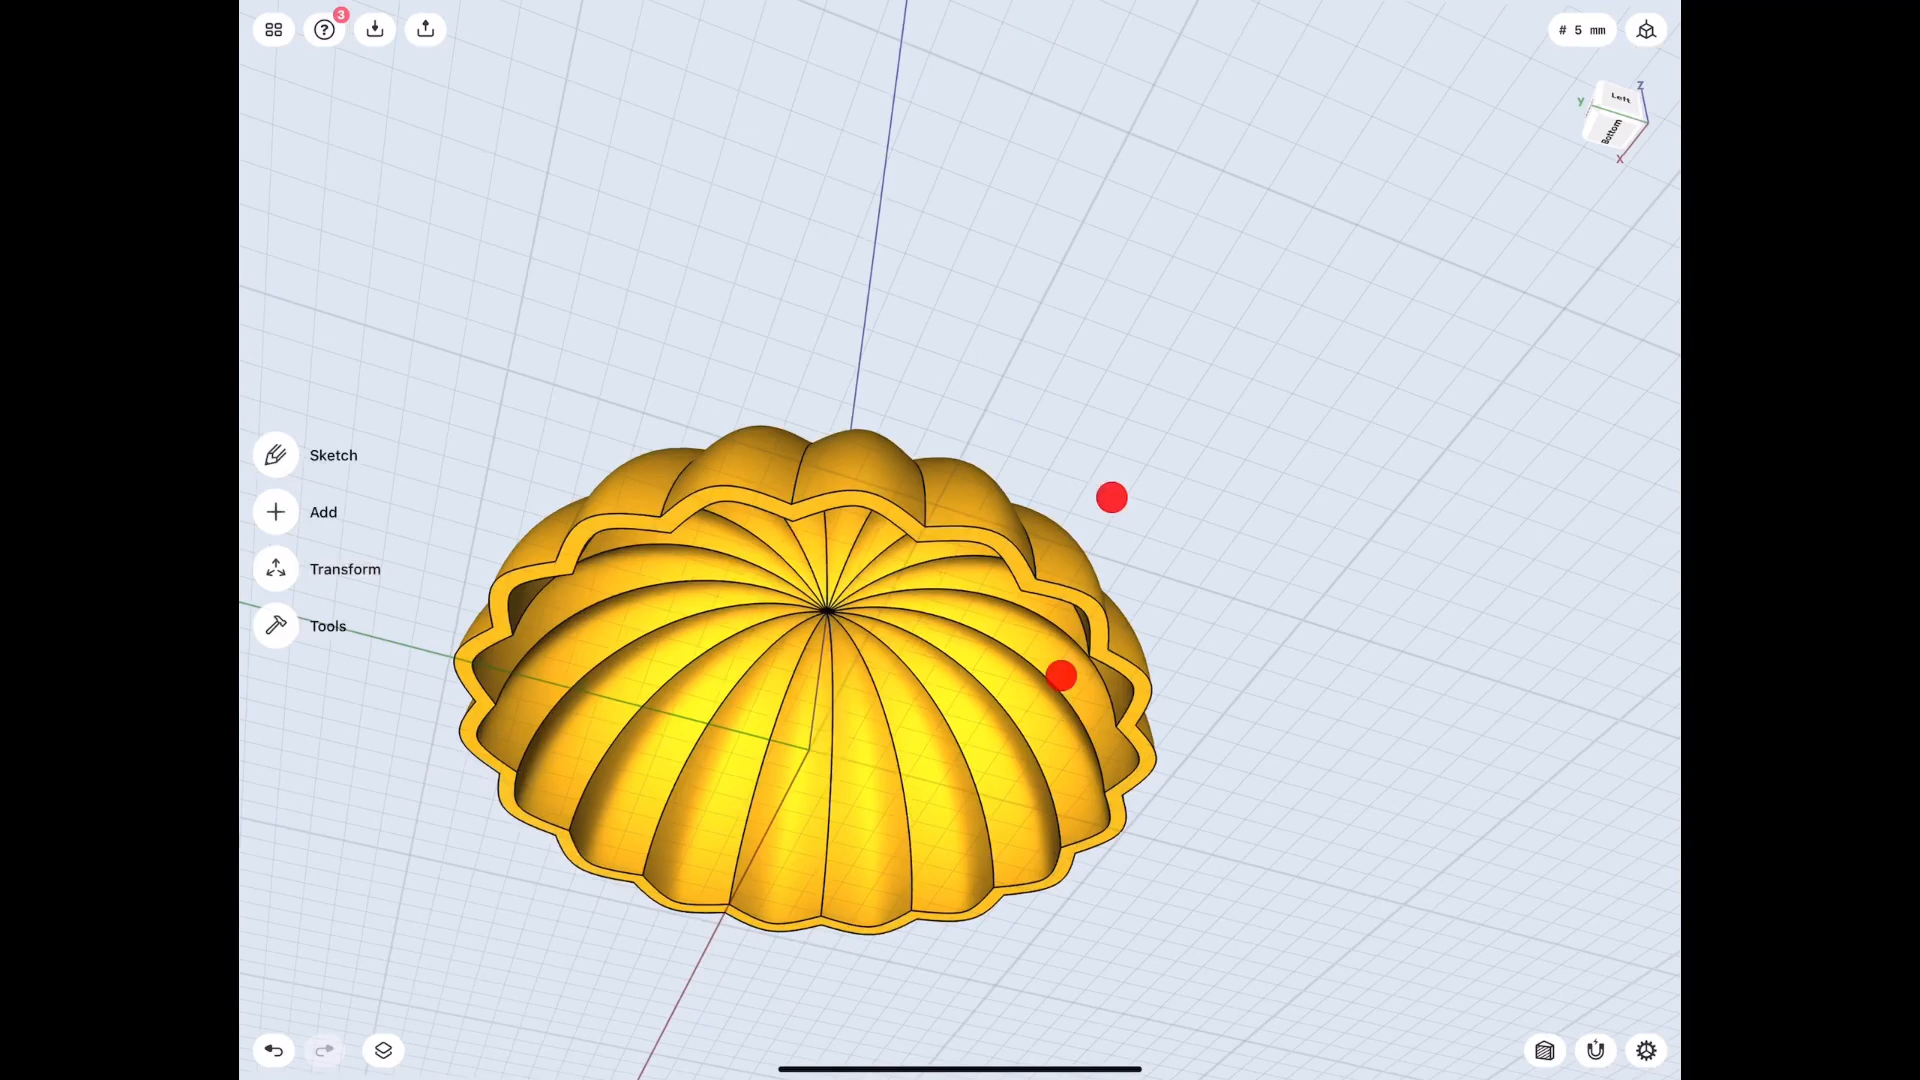 3
# 5 mm
Z
Left
Y
Bottom
X
Sketch
Add
Transform
Tools